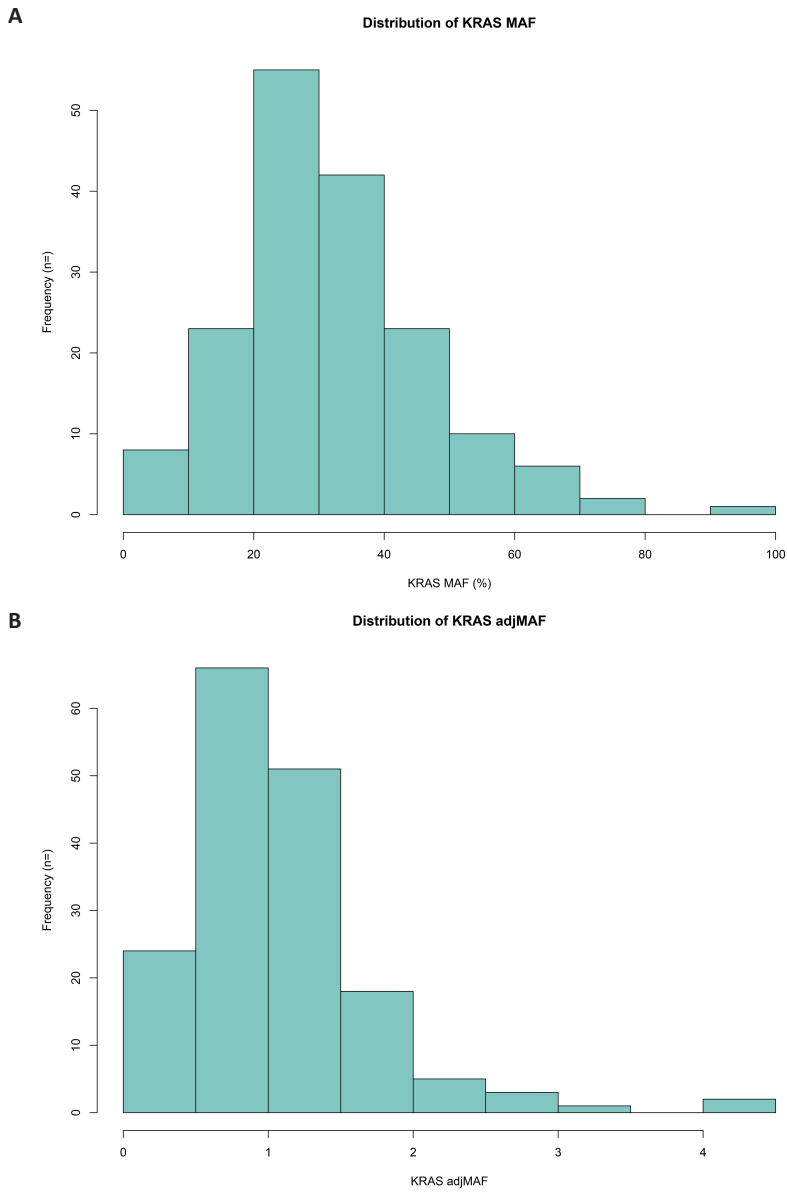 A
Distribution of KRAS MAF
50
40
30
20
10
0
Frequency (n=)
0 20 40 60 80 100
KRAS MAF (%)
B
Distribution of KRAS adjMAF
60
50
40
30
20
10
0
Frequency (n=)
0 1 2 3 4
KRAS adjMAF